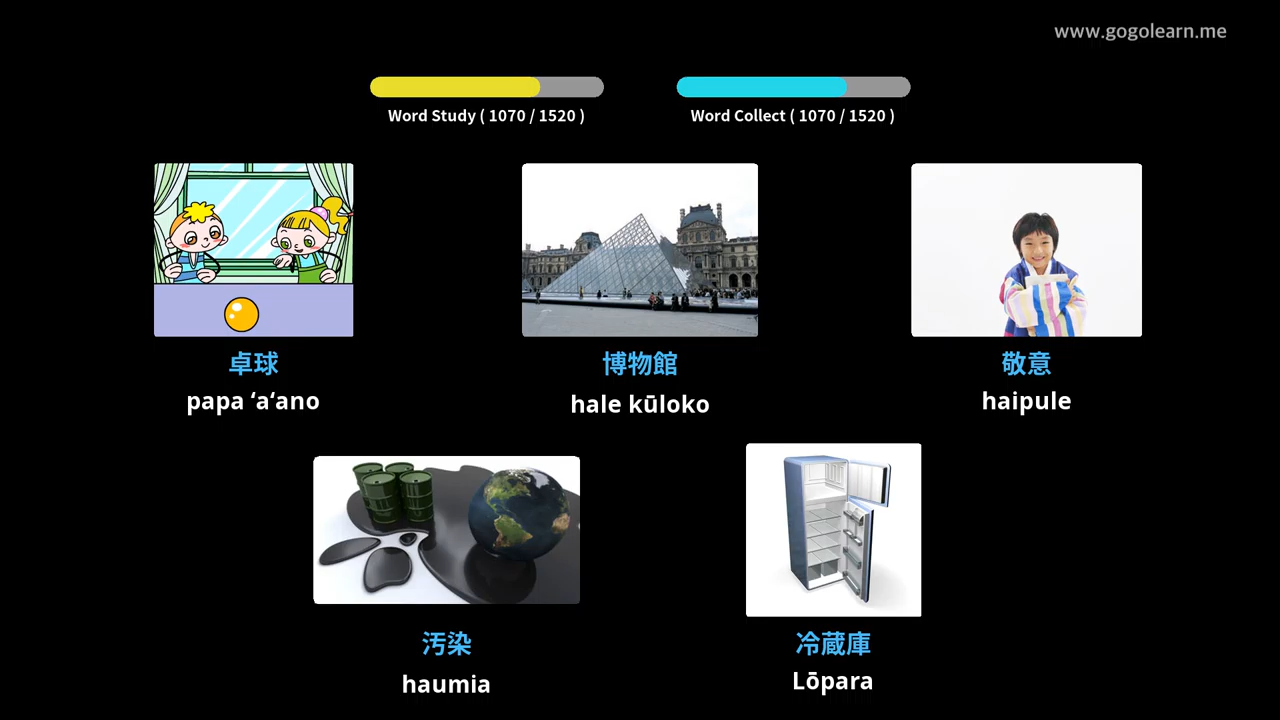 www.gogolearn.me
Word Study ( 1070 / 1520 )
Word Collect ( 1070 / 1520 )
卓球
papa ʻaʻano
博物館
hale kūloko
敬意
haipule
汚染
haumia
冷蔵庫
Lōpara